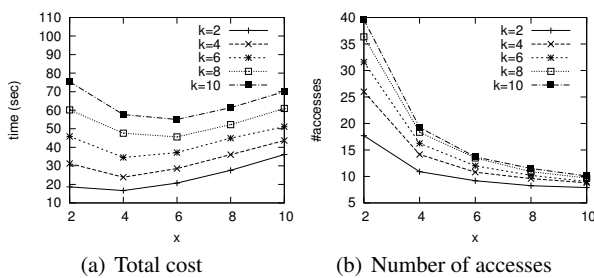 time (sec)
110
100
90
80
70
60
50
40
30
20
10
2 4 6 8 10
x
k=2
k=4
k=6
k=8
k=10
(a) Total cost
#accesses
40
35
30
25
20
15
10
5
2 4 6 8 10
x
k=2
k=4
k=6
k=8
k=10
(b) Number of accesses